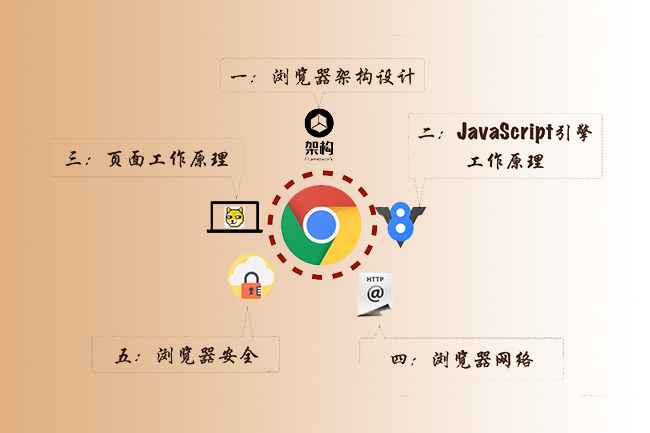 一：浏览器架构设计
架构
Framework
二：JavaScript引擎
工作原理
三：页面工作原理
8
HTTP
@
五：浏览器安全
四：浏览器网络